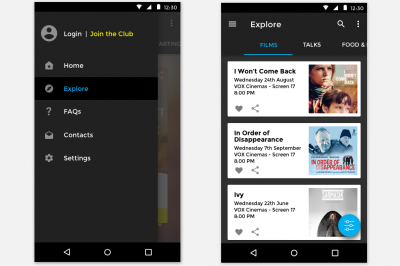 12:30
Login | Join the Club
Home
Explore
FAQs
Contacts
Settings
12:30
Explore
FILMS TALKS FOOD &
I Won't Come Back
Wednesday 24th August
VOX Cinemas - Screen 17
8:00 PM
In Order of
Disappearance
Wednesday 7th September
VOX Cinemas - Screen 17
8:00 PM
IN ORDER OF
DISAPPEARANCE
Ivy
Wednesday 22th June
VOX Cinemas - Screen 17
8:00 PM